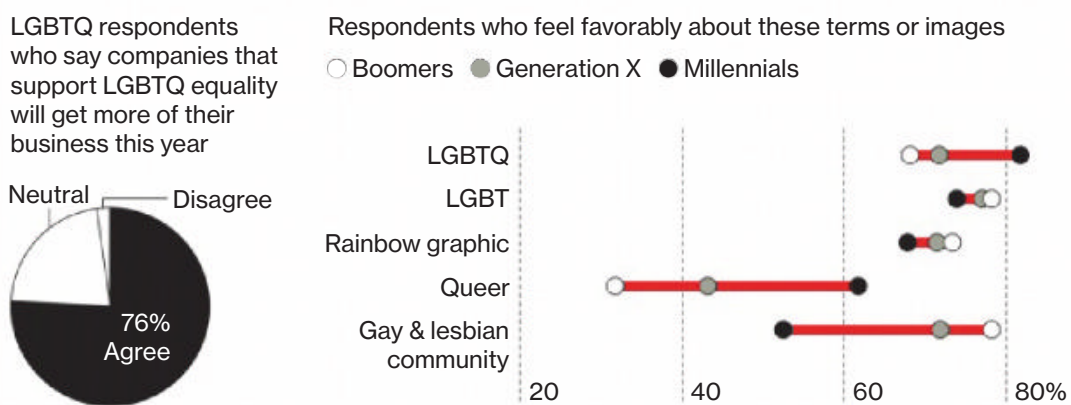 LGBTQ respondents
who say companies that
support LGBTQ equality
will get more of their
business this year
Neutral
Disagree
76%
Agree
Respondents who feel favorably about these terms or images
Boomers Generation X Millennials
LGBTQ
LGBT
Rainbow graphic
Queer
Gay & lesbian
community
20 40 60 80%